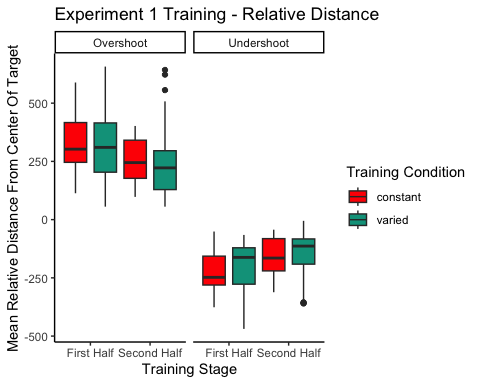 Experiment 1 Training - Relative Distance
Overshoot
Undershoot
Mean Relative Distance From Center Of Target
500
250
0
-250
-500
First Half
Second Half
First Half
Second Half
Training Stage
Training Condition
constant
varied